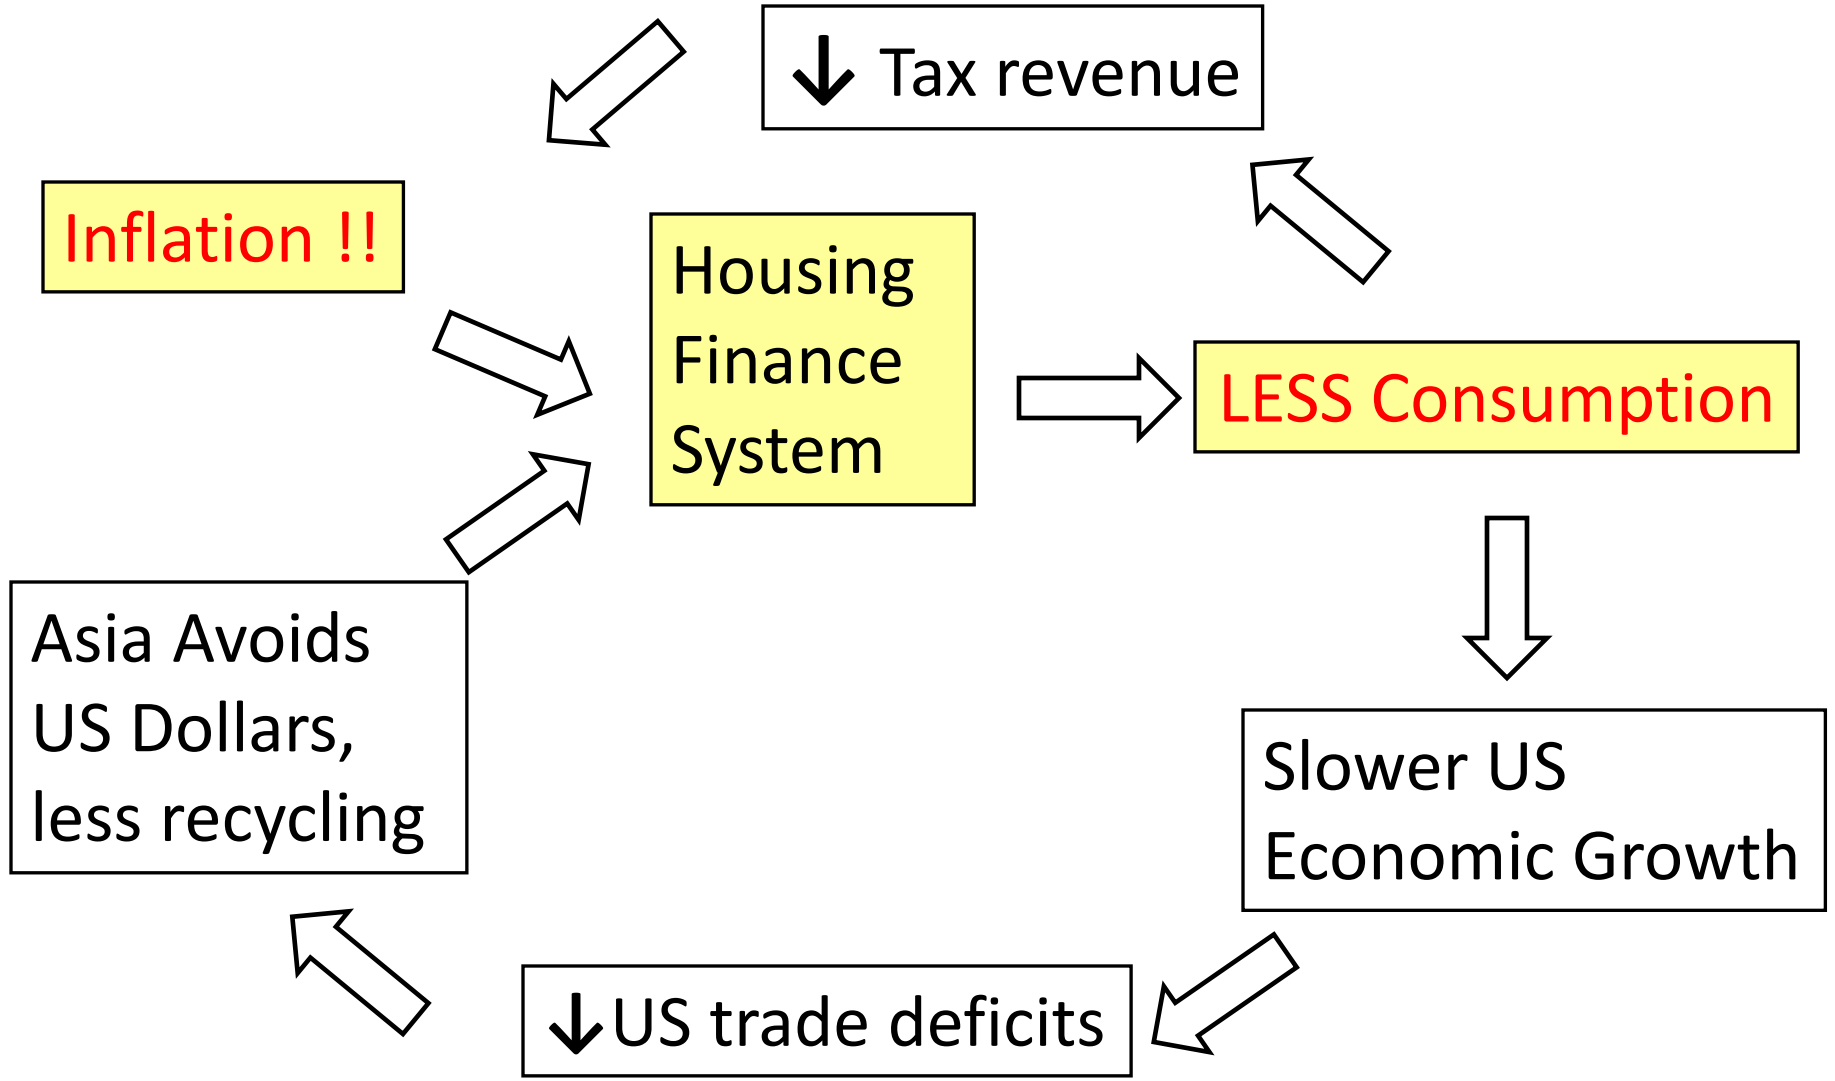 ↓ Tax revenue
Inflation !!
Housing
Finance
System
LESS Consumption
Asia Avoids
US Dollars,
less recycling
Slower US
Economic Growth
↓US trade deficits